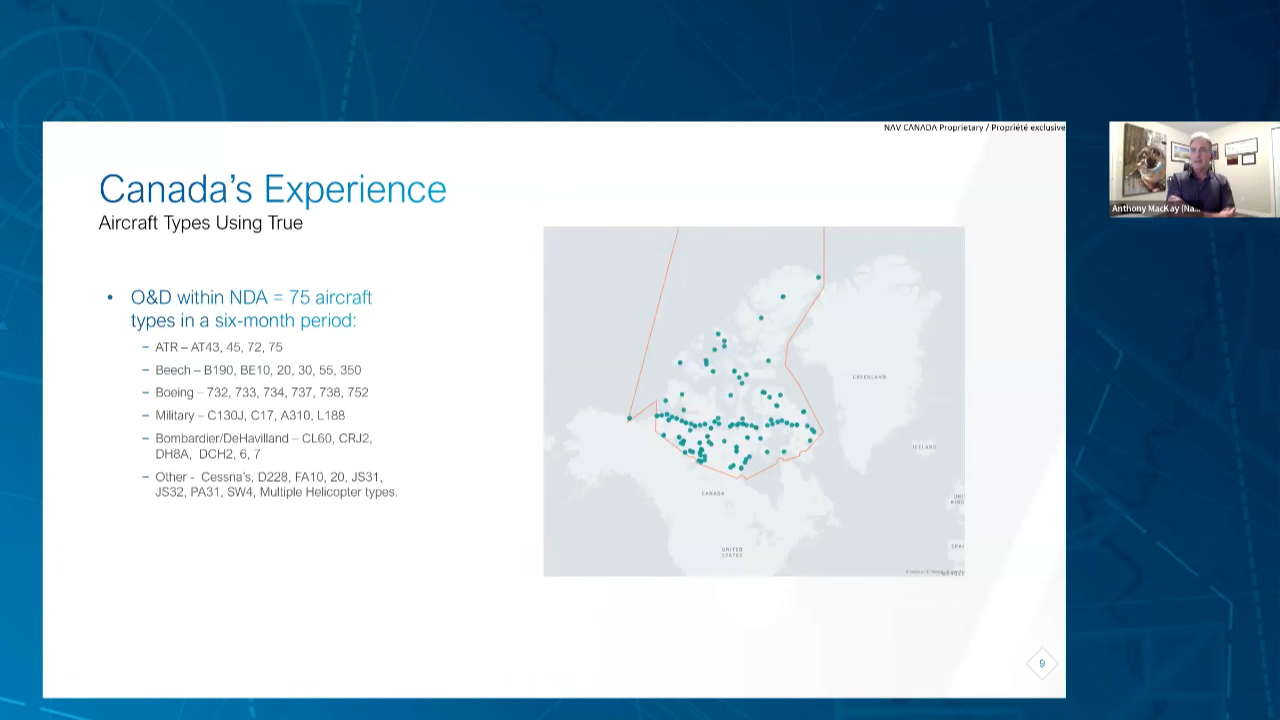 NAV CANADA Proprietary / Propriété exclusive
Canada's Experience
Aircraft Types Using True
• O&D within NDA = 75 aircraft
types in a six-month period:
– ATR – AT43, 45, 72, 75
– Beech – B190, BE10, 20, 30, 55, 350
– Boeing – 732, 733, 734, 737, 738, 752
– Military – C130J, C17, A310, L188
– Bombardier/DeHavilland – CL60, CRJ2,
DH8A, DCH2, 6, 7
– Other - Cessna's, D228, FA10, 20, JS31,
JS32, PA31, SW4, Multiple Helicopter types.
GREENLAND
ICELAND
CANADA
UNITED
STATES
9
Anthony MacKay (Na...